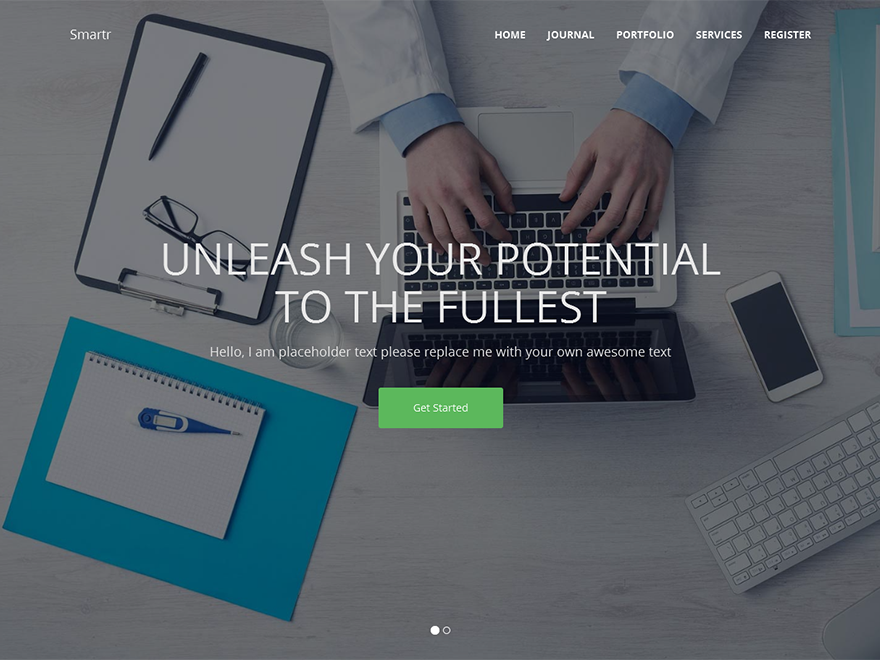 Smartr
HOME JOURNAL PORTFOLIO SERVICES REGISTER
UNLEASH YOUR POTENTIAL
TO THE FULLEST
Hello, I am placeholder text please replace me with your own awesome text
Get Started